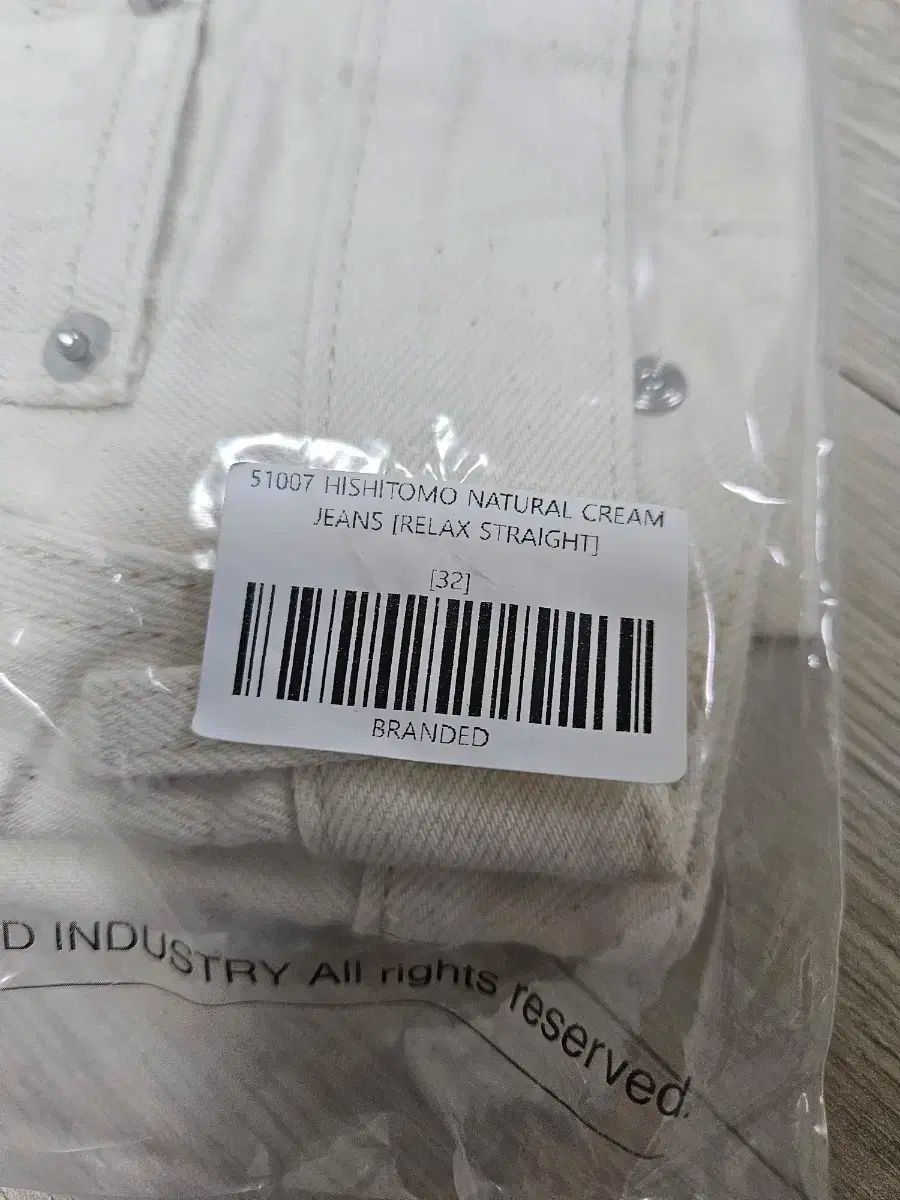 51007 HISHITOMO NATURAL CREAM
JEANS [RELAX STRAIGHT]
[32]
BRANDED
D INDUSTRY All rights reserved.